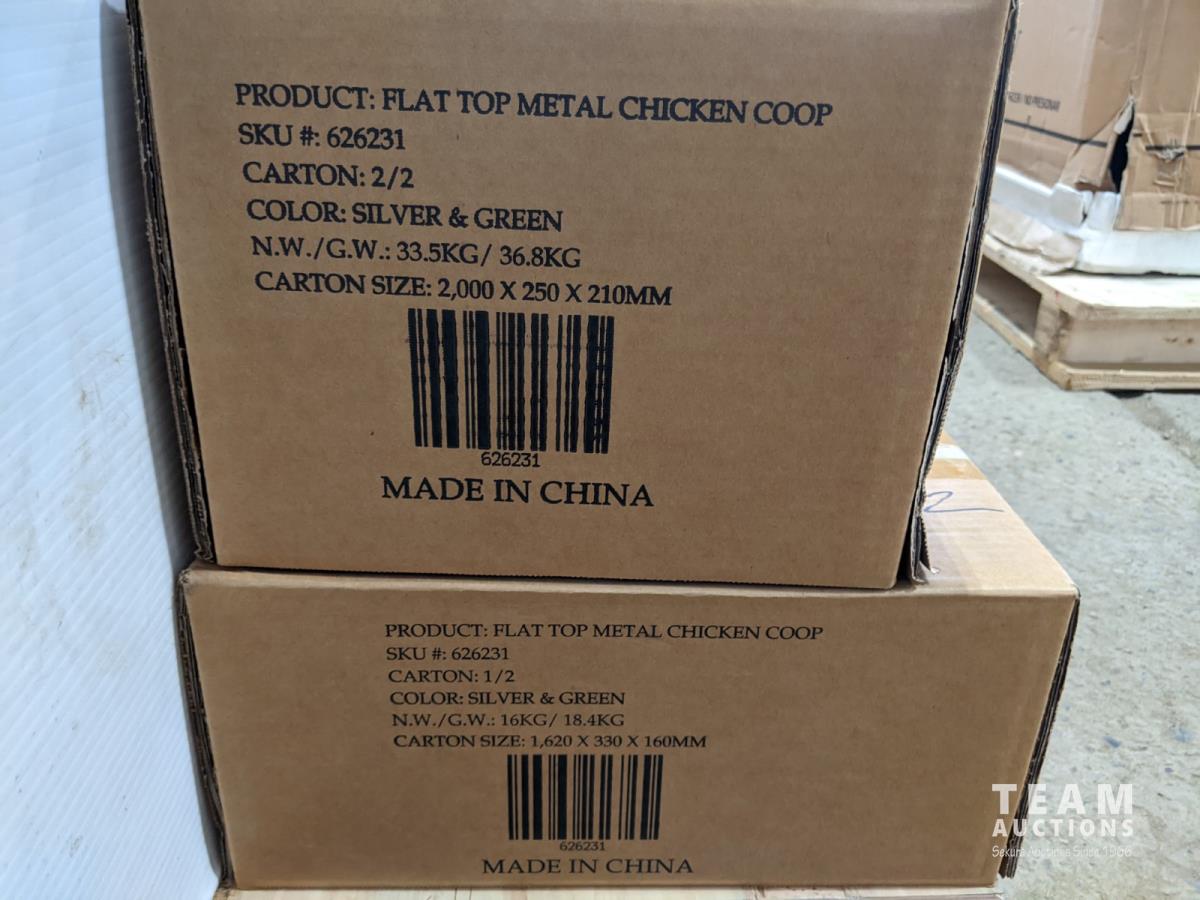 PRODUCT: FLAT TOP METAL CHICKEN COOP
SKU #: 626231
CARTON: 2/2
COLOR: SILVER & GREEN
N.W./G.W.: 33.5KG/ 36.8KG
CARTON SIZE: 2,000 X 250 X 210MM
626231
MADE IN CHINA
2
PRODUCT: FLAT TOP METAL CHICKEN COOP
SKU #: 626231
CARTON: 1/2
COLOR: SILVER & GREEN
N.W./G.W.: 16KG/ 18.4KG
CARTON SIZE: 1,620 X 330 X 160MM
626231
MADE IN CHINA
TEAM
AUCTIONS
Since 1966